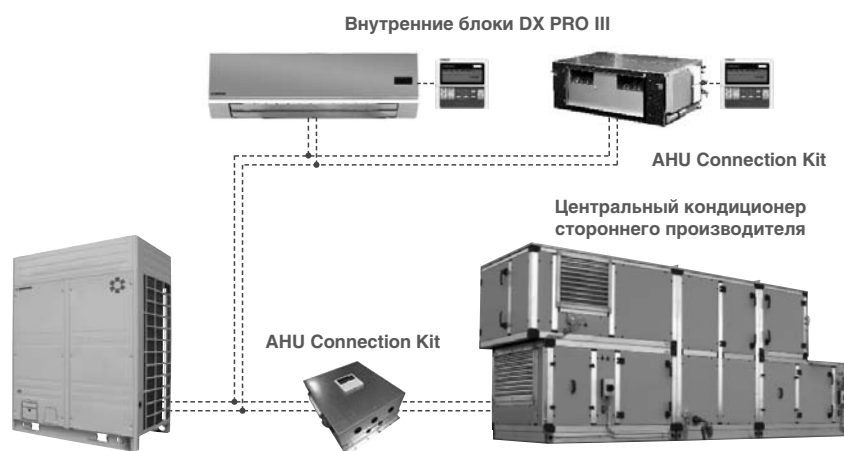 Внутренние блоки DX PRO III
AHU Connection Kit
Центральный кондиционер
стороннего производителя
AHU Connection Kit